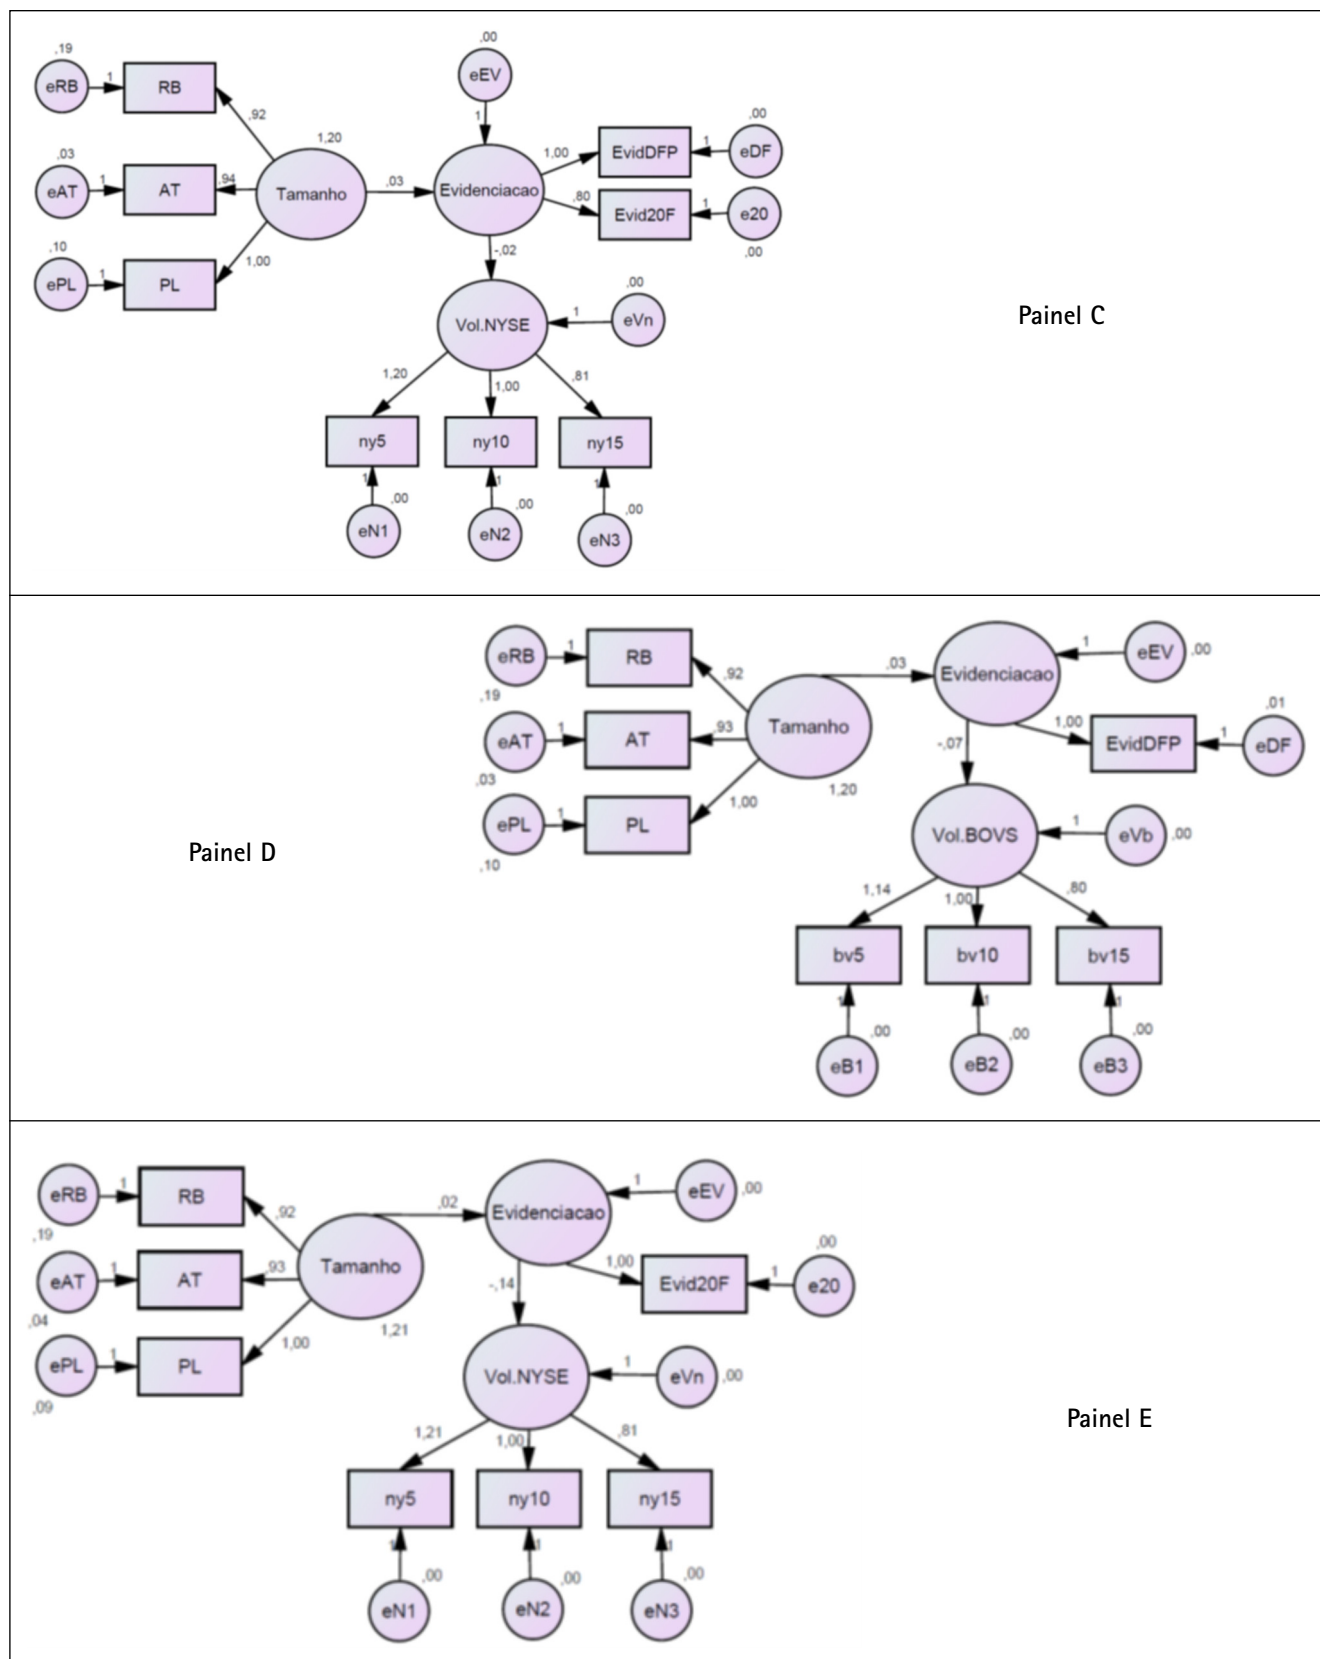 ,19
eRB
1
RB
,92
,00
eEV
1
,03
eAT
1
AT
,94
1,20
Tamanho
,03
Evidenciacao
1,00
EvidDFP
1
,00
eDF
,80
Evid20F
1
e20
,00
,10
ePL
1
PL
1,00
-,02
Vol.NYSE
1
,00
eVn
Painel C
1,20
1,00
,81
ny5
ny10
ny15
1
1
1
,00
,00
,00
eN1
eN2
eN3
eRB
1
RB
,92
,19
eAT
1
AT
,93
,03
ePL
1
PL
1,00
,10
Tamanho
1,20
,03
Evidenciacao
1
eEV
,00
1,00
EvidDFP
1
,01
eDF
-,07
Vol.BOVS
1
eVb
,00
Painel D
1,14
1,00
,80
bv5
bv10
bv15
1
1
1
,00
,00
,00
eB1
eB2
eB3
eRB
1
RB
,92
,19
eAT
1
AT
,93
,04
ePL
1
PL
1,00
,09
Tamanho
1,21
,02
Evidenciacao
1
eEV
,00
1,00
Evid20F
1
,00
e20
-,14
Vol.NYSE
1
eVn
,00
Painel E
1,21
1,00
,81
ny5
ny10
ny15
1
1
1
,00
,00
,00
eN1
eN2
eN3